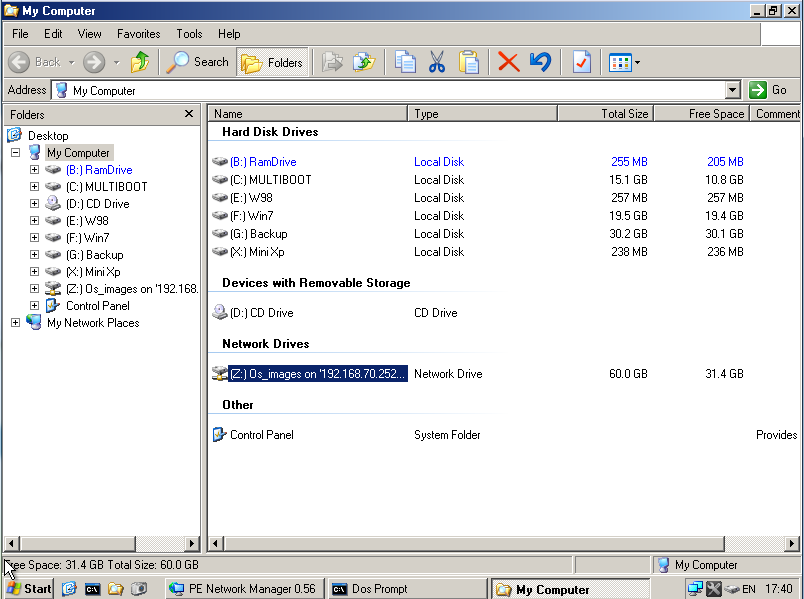 My Computer
File Edit View Favorites Tools Help
Back Search Folders
Address My Computer Go
Folders
Desktop
My Computer
(B:) RamDrive
(C:) MULTIBOOT
(D:) CD Drive
(E:) W98
(F:) Win7
(G:) Backup
(X:) MiniXp
(Z:) Os_images on '192.168.
Control Panel
My Network Places
Name Type Total Size Free Space Comment
Hard Disk Drives
(B:) RamDrive Local Disk 255 MB 205 MB
(C:) MULTIBOOT Local Disk 15.1 GB 10.8 GB
(E:) W98 Local Disk 257 MB 257 MB
(F:) Win7 Local Disk 19.5 GB 19.4 GB
(G:) Backup Local Disk 30.2 GB 30.1 GB
(X:) MiniXp Local Disk 238 MB 236 MB
Devices with Removable Storage
(D:) CD Drive CD Drive
Network Drives
(Z:) Os_images on '192.168.70.252... Network Drive 60.0 GB 31.4 GB
Other
Control Panel System Folder Provides
Free Space: 31.4 GB Total Size: 60.0 GB My Computer
Start PE Network Manager 0.56 Dos Prompt My Computer EN 17:40